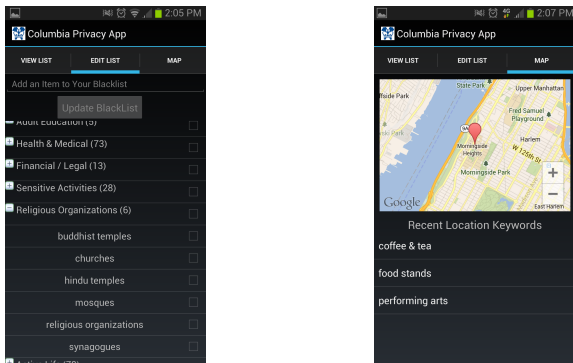 2:05 PM
Columbia Privacy App
VIEW LIST EDIT LIST MAP
Add an Item to Your Blacklist
Update BlackList
Adult Education (5)
Health & Medical (73)
Financial / Legal (13)
Sensitive Activities (28)
Religious Organizations (6)
buddhist temples
churches
hindu temples
mosques
religious organizations
synagogues
4G 2:07 PM
Columbia Privacy App
VIEW LIST EDIT LIST MAP
State Park
Upper Manhattan
Fred Samuel
Playground
Harlem
Morningside
Heights
W 125th St
Morningside Park
East Harlem
Google
Recent Location Keywords
coffee & tea
food stands
performing arts